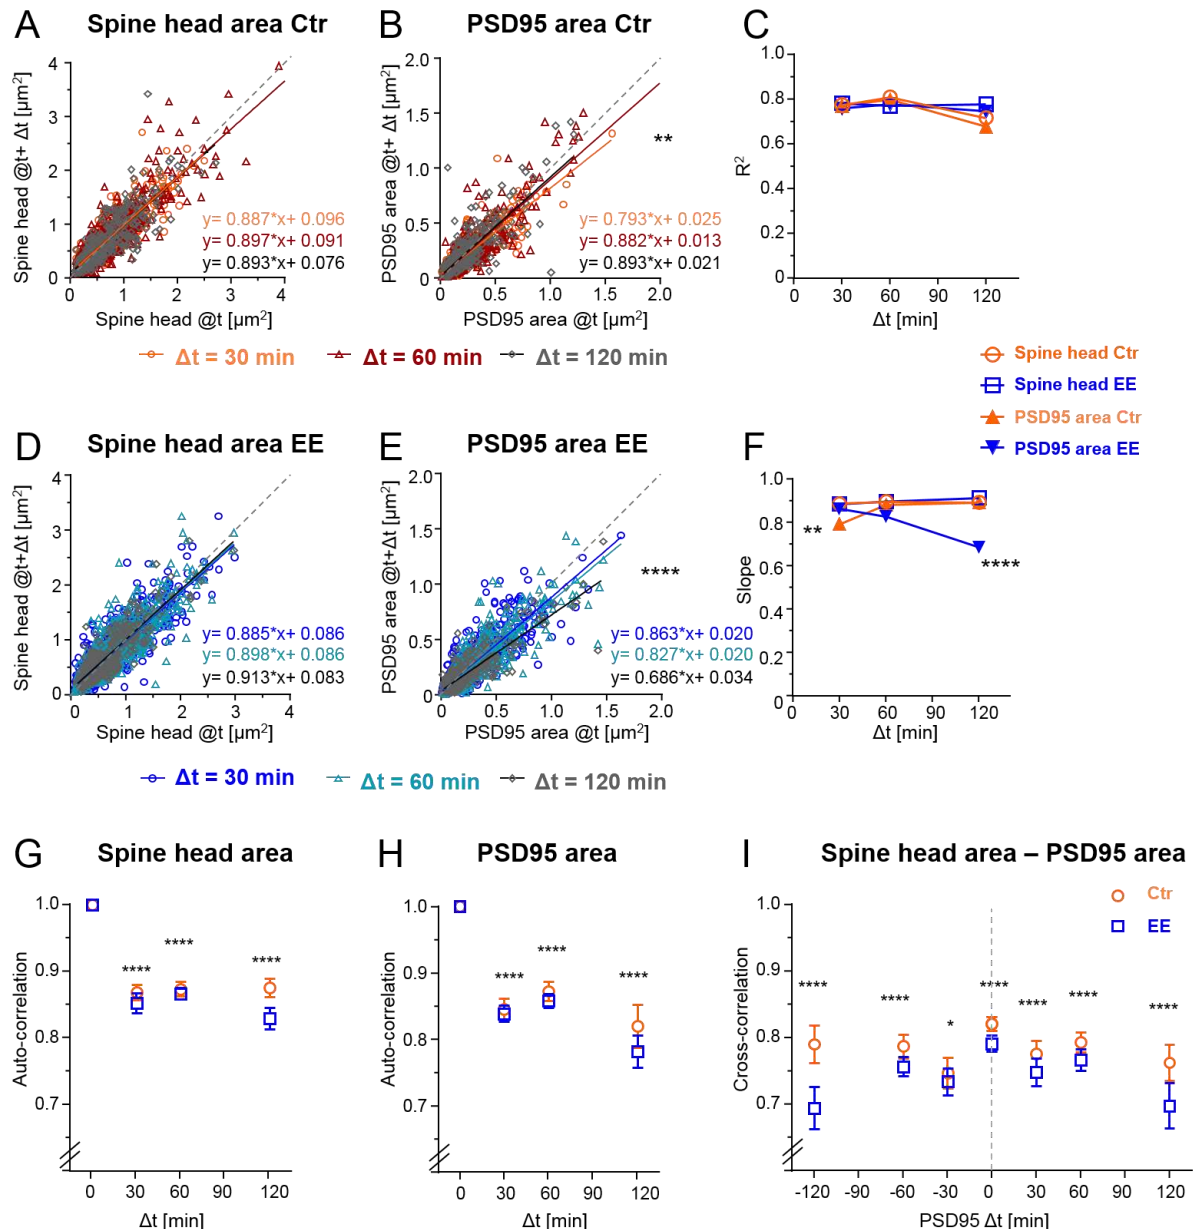 A Spine head area Ctr
Spine head @t+ Δt [µm²]
4
3
2
1
0
0 1 2 3 4
Spine head @t [µm²]
y= 0.887*x+ 0.096
y= 0.897*x+ 0.091
y= 0.893*x+ 0.076
B PSD95 area Ctr
PSD95 area @t+ Δt [µm²]
2.0
1.5
1.0
0.5
0
0 0.5 1.0 1.5 2.0
PSD95 area @t [µm²]
**
y= 0.793*x+ 0.025
y= 0.882*x+ 0.013
y= 0.893*x+ 0.021
Δt = 30 min Δt = 60 min Δt = 120 min
C
R²
1.0
0.8
0.6
0.4
0.2
0
0 30 60 90 120
Δt [min]
Spine head Ctr
Spine head EE
PSD95 area Ctr
PSD95 area EE
D Spine head area EE
Spine head @t+Δt [µm²]
4
3
2
1
0
0 1 2 3 4
Spine head @t [µm²]
y= 0.885*x+ 0.086
y= 0.898*x+ 0.086
y= 0.913*x+ 0.083
E PSD95 area EE
PSD95 area @t+Δt [µm²]
2.0
1.5
1.0
0.5
0
0 0.5 1.0 1.5 2.0
PSD95 area @t [µm²]
****
y= 0.863*x+ 0.020
y= 0.827*x+ 0.020
y= 0.686*x+ 0.034
Δt = 30 min Δt = 60 min Δt = 120 min
F
Slope
1.0
0.8
0.6
0.4
0.2
0
0 30 60 90 120
Δt [min]
**
****
G Spine head area
Auto-correlation
1.0
0.9
0.8
0.7
0 30 60 90 120
Δt [min]
**** **** ****
H PSD95 area
Auto-correlation
1.0
0.9
0.8
0.7
0 30 60 90 120
Δt [min]
**** **** ****
I Spine head area – PSD95 area
Ctr
EE
Cross-correlation
1.0
0.9
0.8
0.7
-120 -90 -60 -30 0 30 60 90 120
PSD95 Δt [min]
**** **** * **** **** **** ****